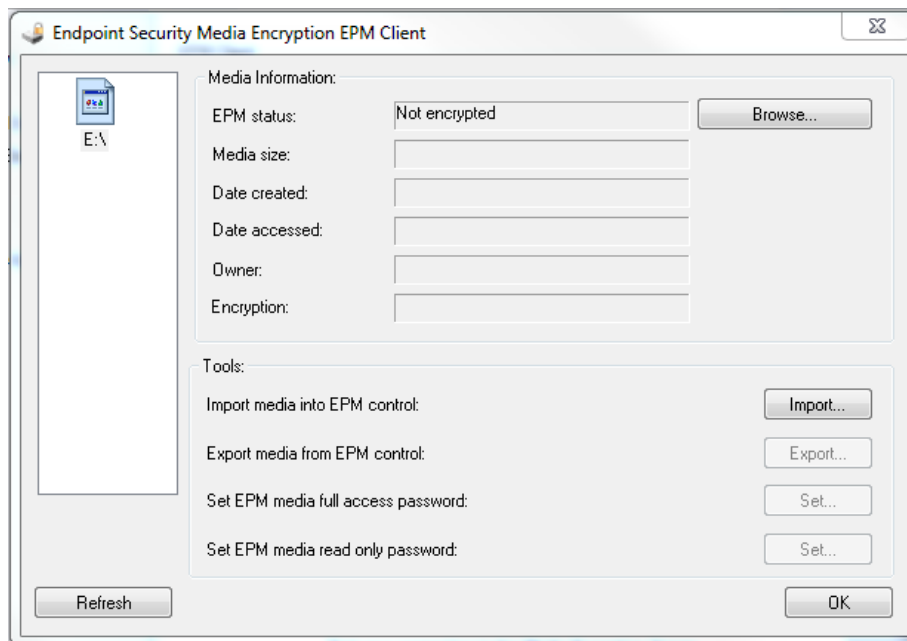 Endpoint Security Media Encryption EPM Client
E:\
Media Information:
EPM status: Not encrypted Browse...
Media size:
Date created:
Date accessed:
Owner:
Encryption:
Tools:
Import media into EPM control: Import...
Export media from EPM control: Export...
Set EPM media full access password: Set...
Set EPM media read only password: Set...
Refresh OK